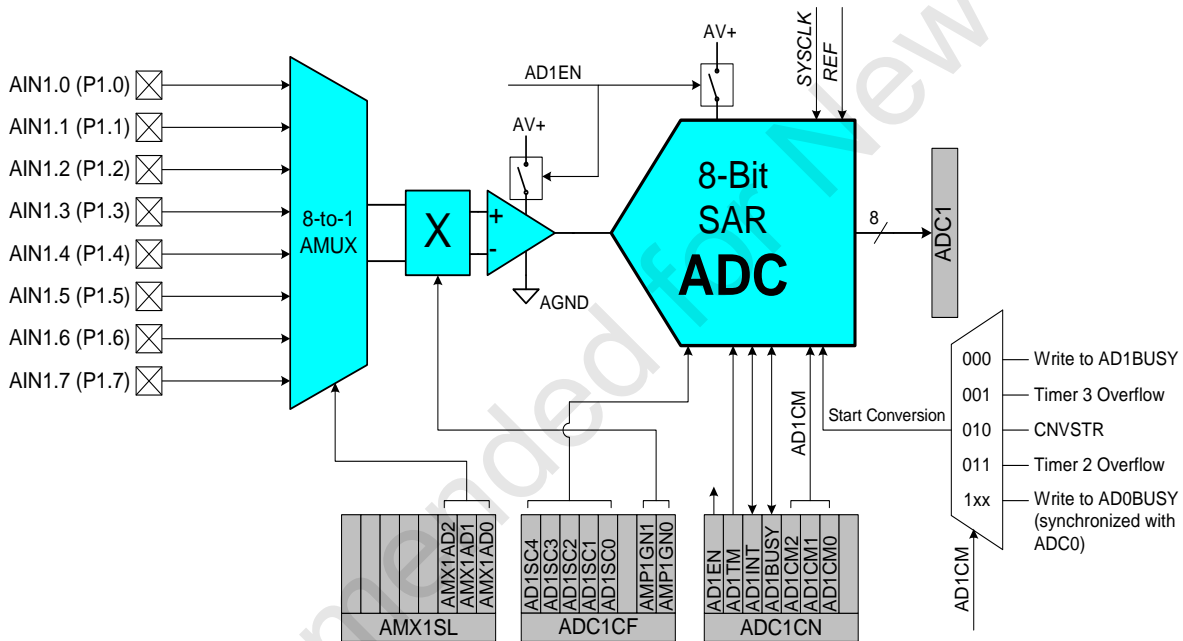 AV+
SYSCLK
REF
AD1EN
AIN1.0 (P1.0)
AIN1.1 (P1.1)
AIN1.2 (P1.2)
AIN1.3 (P1.3)
AIN1.4 (P1.4)
AIN1.5 (P1.5)
AIN1.6 (P1.6)
AIN1.7 (P1.7)
8-to-1
AMUX
X
AV+
+
-
AGND
8-Bit
SAR
ADC
8
ADC1
AD1CM
Start Conversion
000
Write to AD1BUSY
001
Timer 3 Overflow
010
CNVSTR
011
Timer 2 Overflow
1xx
Write to AD0BUSY
(synchronized with
ADC0)
AD1CM
AMX1AD2
AMX1AD1
AMX1AD0
AMX1SL
AD1SC4
AD1SC3
AD1SC2
AD1SC1
AD1SC0
AMP1GN1
AMP1GN0
ADC1CF
AD1EN
AD1TM
AD1INT
AD1BUSY
AD1CM2
AD1CM1
AD1CM0
ADC1CN
mended for New